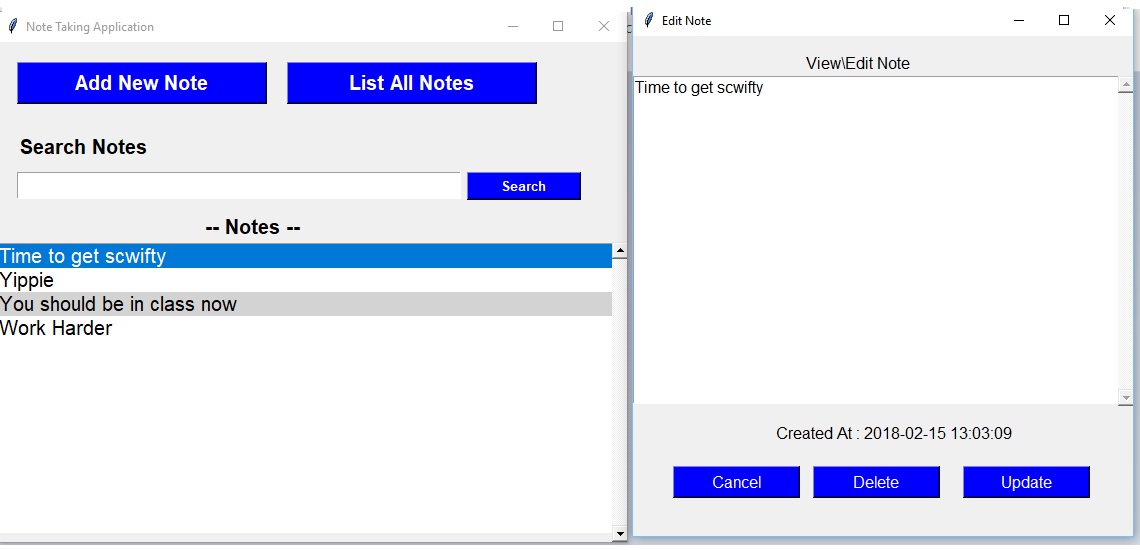 Note Taking Application
Add New Note
List All Notes
Search Notes
Search
-- Notes --
Time to get scwifty
Yippie
You should be in class now
Work Harder
Edit Note
View\Edit Note
Time to get scwifty
Created At : 2018-02-15 13:03:09
Cancel
Delete
Update